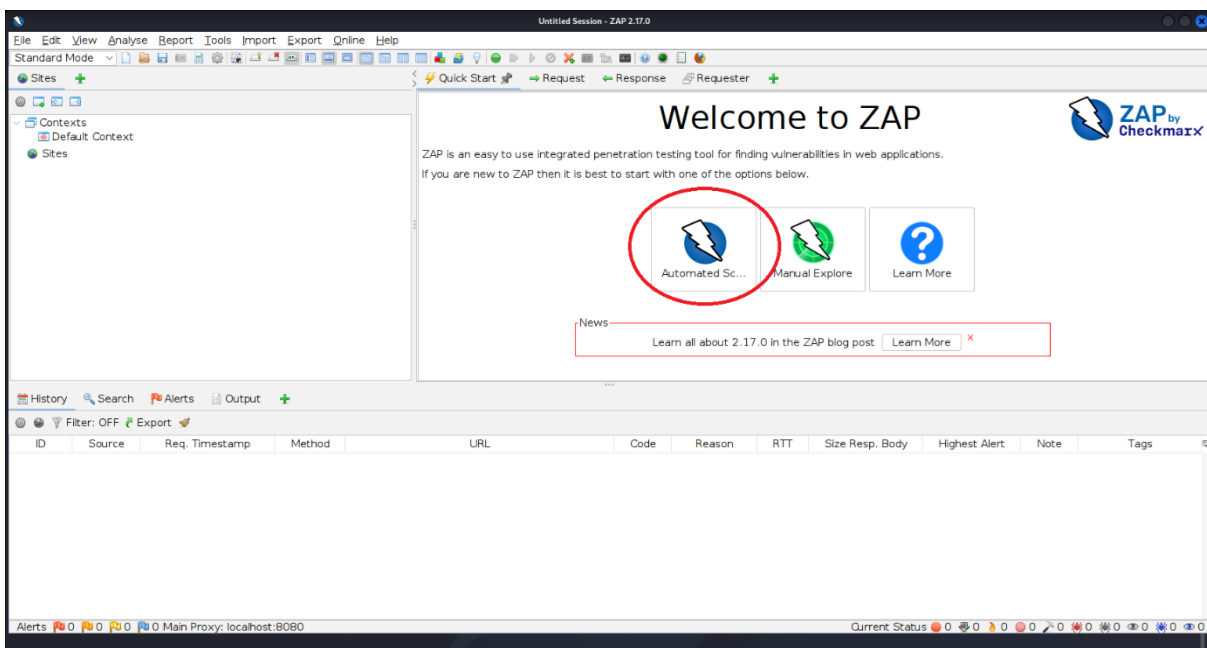 Untitled Session - ZAP 2.17.0
File Edit View Analyse Report Tools Import Export Online Help
Standard Mode
Sites
Quick Start Request Response Requester
Contexts
Default Context
Sites
Welcome to ZAP
ZAP by Checkmarx
ZAP is an easy to use integrated penetration testing tool for finding vulnerabilities in web applications.
If you are new to ZAP then it is best to start with one of the options below.
Automated Sc... Manual Explore Learn More
News
Learn all about 2.17.0 in the ZAP blog post Learn More
History Search Alerts Output
Filter: OFF Export
ID Source Req. Timestamp Method URL Code Reason RTT Size Resp. Body Highest Alert Note Tags
Alerts 0 0 0 0 Main Proxy: localhost:8080 Current Status 0 0 0 0 0 0 0 0 0 0